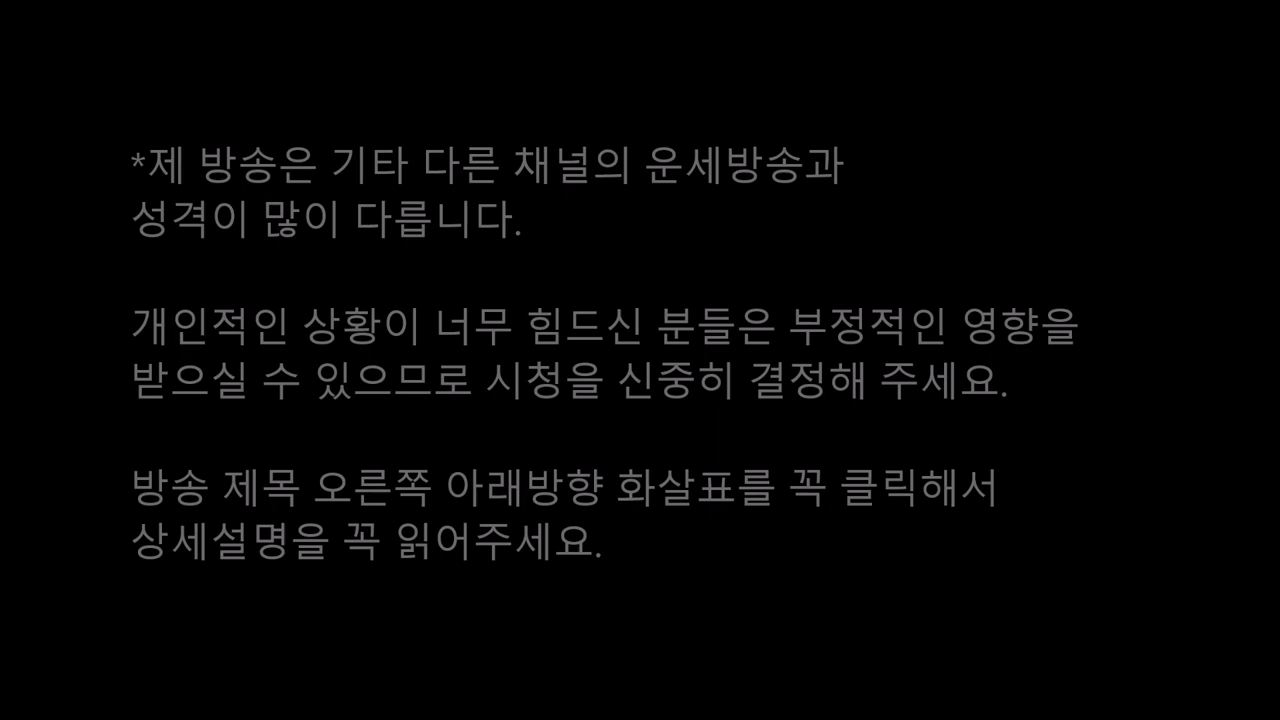 *제 방송은 기타 다른 채널의 운세방송과
성격이 많이 다릅니다.
개인적인 상황이 너무 힘드신 분들은 부정적인 영향을
받으실 수 있으므로 시청을 신중히 결정해 주세요.
방송 제목 오른쪽 아래방향 화살표를 꼭 클릭해서
상세설명을 꼭 읽어주세요.